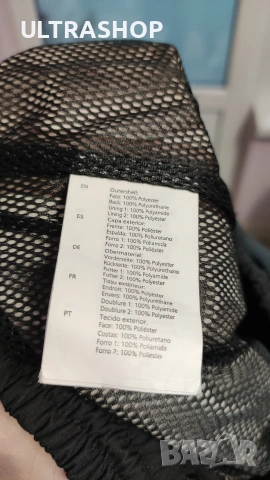 ULTRASHOP
EN
Outershell:
Face: 100% Polyester
Back: 100% Polyurethane
Lining 1: 100% Polyamide
Lining 2: 100% Polyester
ES
Capa exterior:
Frente: 100% Poliéster
Espalda: 100% Poliuretano
Forro 1: 100% Poliamida
Forro 2: 100% Poliéster
DE
Obermaterial:
Vorderseite: 100% Polyester
Rückseite: 100% Polyurethane
Futter 1: 100% Polyamide
Futter 2: 100% Polyester
FR
Tissu extérieur:
Endroit: 100% Polyester
Envers: 100% Polyuréthane
Doublure 1: 100% Polyamide
Doublure 2: 100% Polyester
PT
Tecido exterior:
Face: 100% Poliéster
Costas: 100% Poliuretano
Forro 1: 100% Poliamida
Forro 2: 100% Poliester
BAZAR
bg